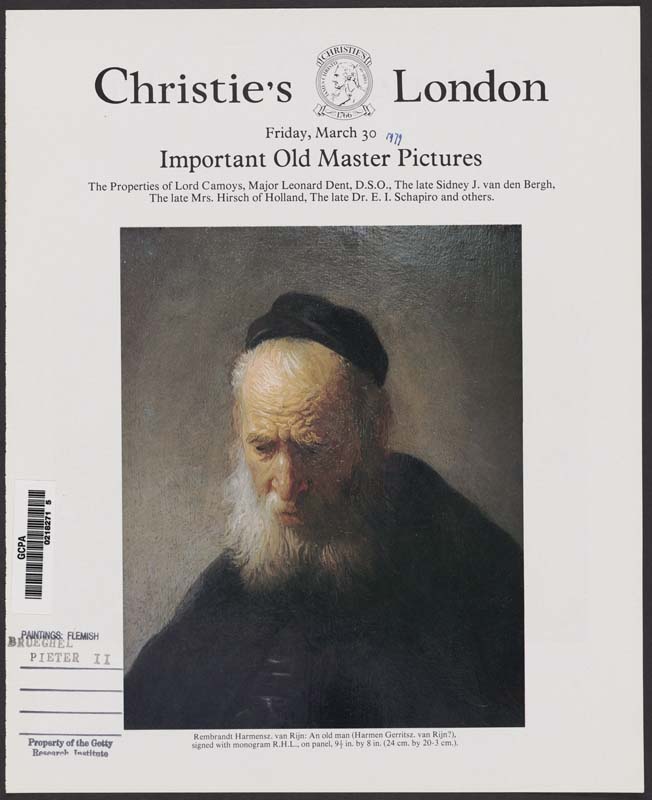 Christie's London
CHRISTIE'S
1766
Friday, March 30 1979
Important Old Master Pictures
The Properties of Lord Camoys, Major Leonard Dent, D.S.O., The late Sidney J. van den Bergh,
The late Mrs. Hirsch of Holland, The late Dr. E. I. Schapiro and others.
GCPA
0218271 5
PAINTINGS: FLEMISH
BRUEGHEL
PIETER II
Property of the Getty
Research Institute
Rembrandt Harmensz. van Rijn: An old man (Harmen Gerritsz. van Rijn?),
signed with monogram R.H.L., on panel, 9½ in. by 8 in. (24 cm. by 20·3 cm.).